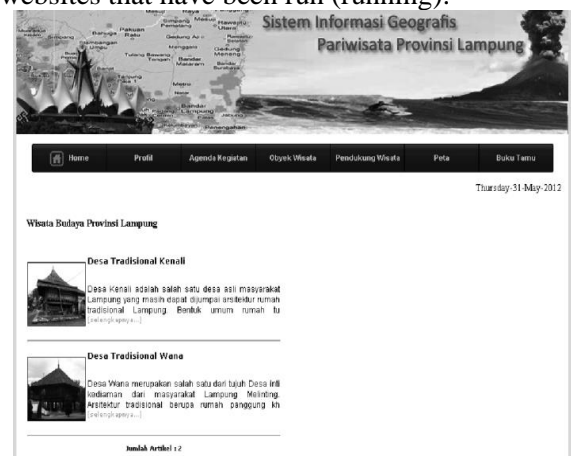 websites that have been run (running).
Sistem Informasi Geografis
Pariwisata Provinsi Lampung
Home Profil Agenda Kegiatan Obyek Wisata Pendukung Wisata Peta Buku Tamu
Thursday-31-May-2012
Wisata Budaya Provinsi Lampung
Desa Tradisional Kenali
Desa Kenali adalah salah satu desa asli masyarakat
Lampung yang masih dapat dijumpai arsitektur rumah
tradisional Lampung. Bentuk umum rumah tu
[selengkapnya...]
Desa Tradisional Wana
Desa Wana merupakan salah satu dari tujuh Desa inti
kediaman dari masyarakat Lampung Melinting.
Arsitektur tradisional berupa rumah panggung kh
[selengkapnya...]
Jumlah Artikel : 2